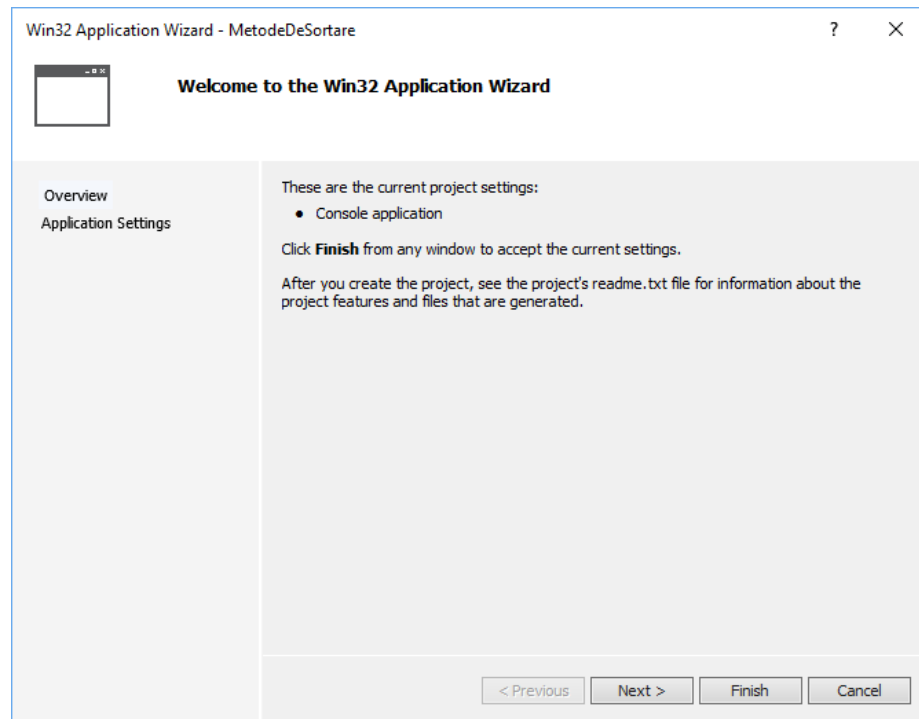 Win32 Application Wizard - MetodeDeSortare
Welcome to the Win32 Application Wizard
Overview
Application Settings
These are the current project settings:
• Console application
Click Finish from any window to accept the current settings.
After you create the project, see the project's readme.txt file for information about the
project features and files that are generated.
< Previous
Next >
Finish
Cancel